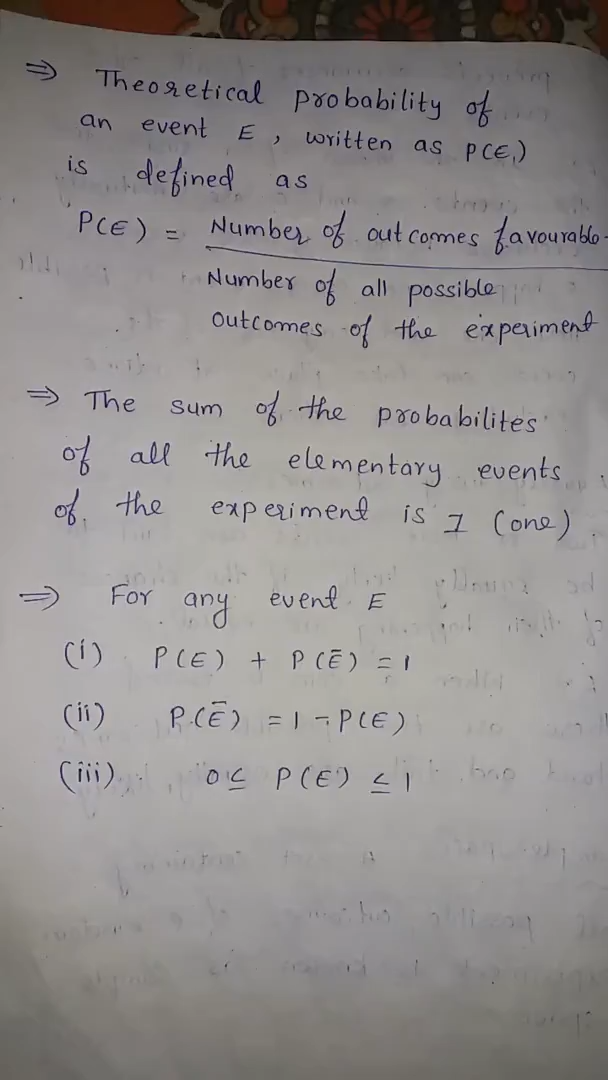 ⇒ Theoretical probability of
an event E, written as P(E)
is defined as
P(E) = Number of outcomes favourable-
Number of all possible
outcomes of the experiment
⇒ The sum of the probabilites
of all the elementary events
of the experiment is 1 (one).
⇒ For any event E
(i) P(E) + P(Ē) = 1
(ii) P(Ē) = 1 - P(E)
(iii) 0 ≤ P(E) ≤ 1